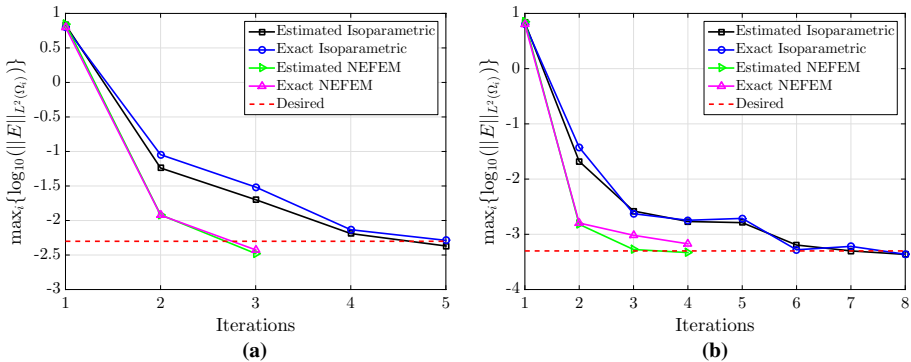 1
0.5
0
-0.5
-1
-1.5
-2
-2.5
-3
1
2
3
4
5
max_i{log_10(||E||_{L^2(Ω_i)})}
Iterations
Estimated Isoparametric
Exact Isoparametric
Estimated NEFEM
Exact NEFEM
Desired
(a)
1
0
-1
-2
-3
-4
1
2
3
4
5
6
7
8
max_i{log_10(||E||_{L^2(Ω_i)})}
Iterations
Estimated Isoparametric
Exact Isoparametric
Estimated NEFEM
Exact NEFEM
Desired
(b)